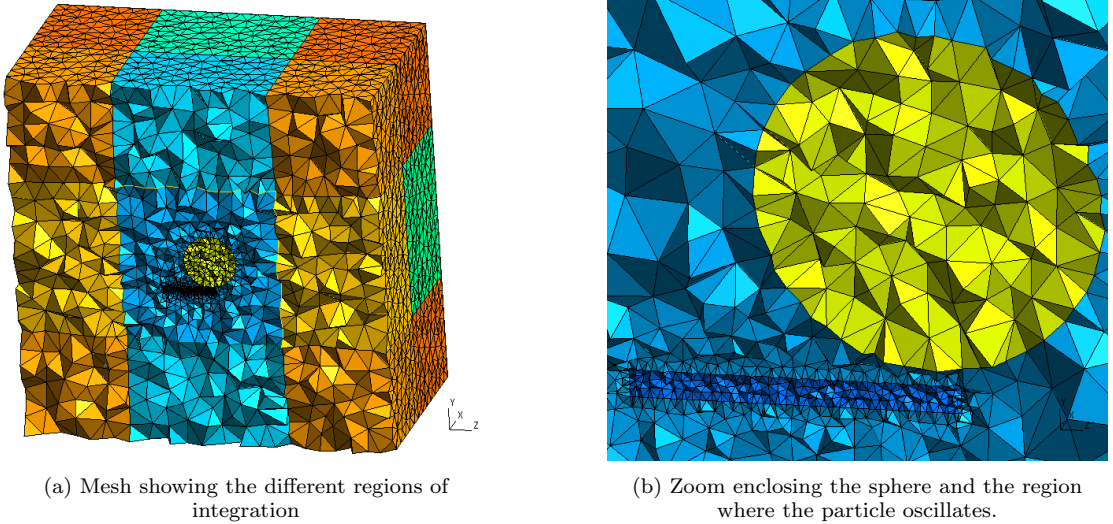 Y
X
Z
(a) Mesh showing the different regions of
integration
(b) Zoom enclosing the sphere and the region
where the particle oscillates.